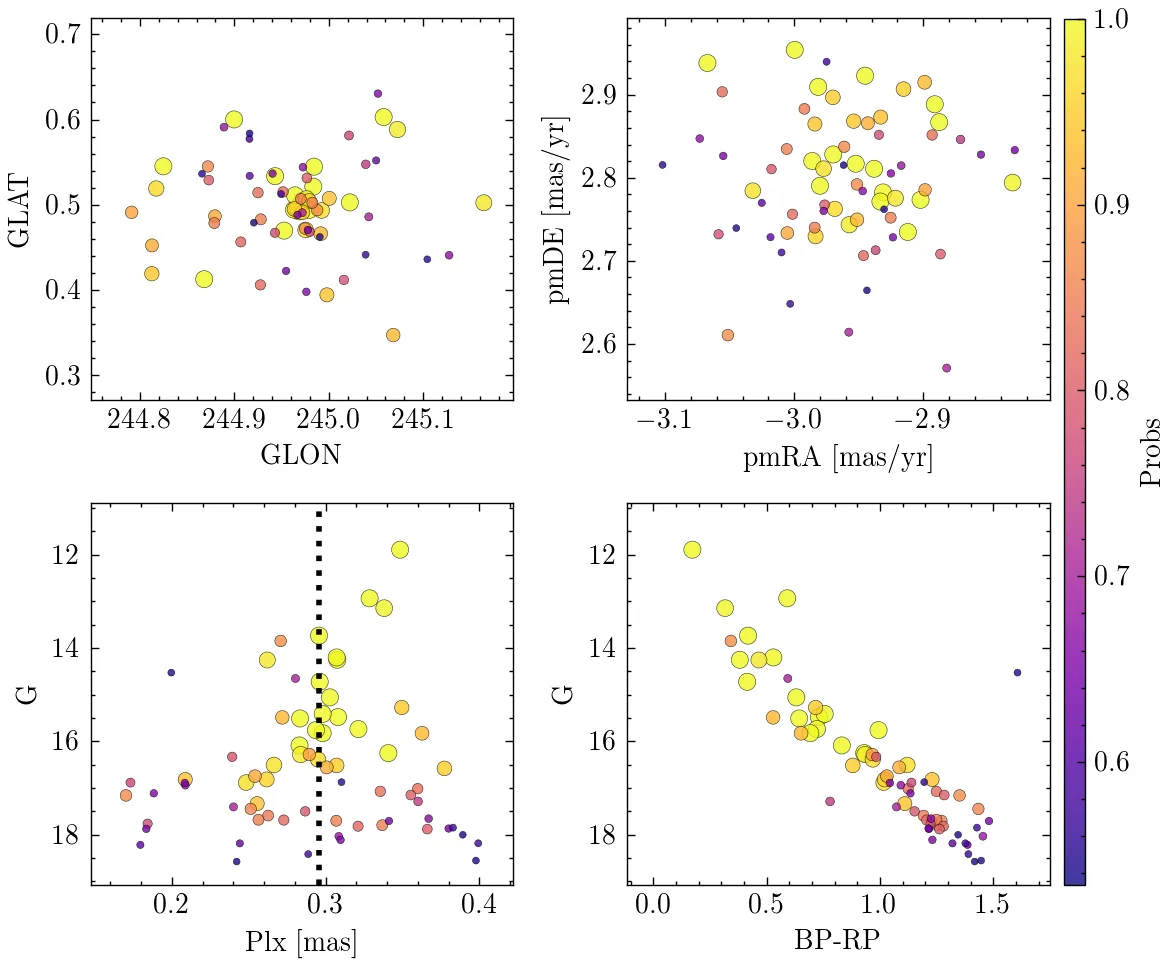 0.7
0.6
0.5
0.4
0.3
GLAT
244.8 244.9 245.0 245.1
GLON
2.9
2.8
2.7
2.6
pmDE [mas/yr]
−3.1 −3.0 −2.9
pmRA [mas/yr]
1.0
0.9
0.8
0.7
0.6
Probs
12
14
16
18
G
0.2 0.3 0.4
Plx [mas]
12
14
16
18
G
0.0 0.5 1.0 1.5
BP-RP